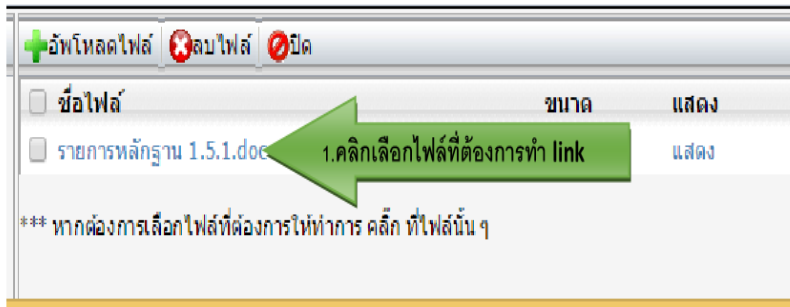 อัพโหลดไฟล์ ลบไฟล์ ปิด
ชื่อไฟล์ ขนาด แสดง
รายการหลักฐาน 1.5.1.doc 1.คลิกเลือกไฟล์ที่ต้องการทำ link แสดง
*** หากต้องการเลือกไฟล์ที่ต้องการให้ทำการ คลิ๊ก ที่ไฟล์นั้น ๆ